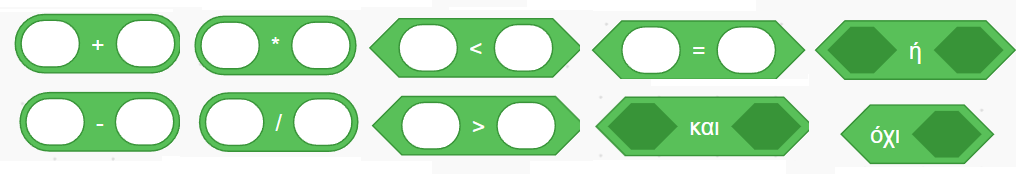 + * < = ή
- / > και όχι